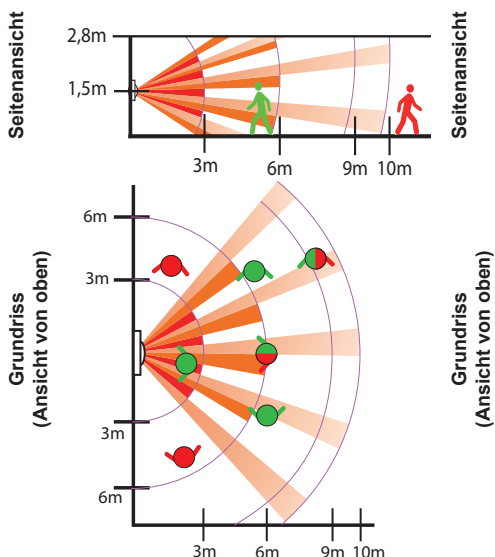 Seitenansicht
2,8m
1,5m
3m
6m
9m
10m
Seitenansicht
Grundriss
(Ansicht von oben)
6m
3m
3m
6m
3m
6m
9m
10m
Grundriss
(Ansicht von oben)